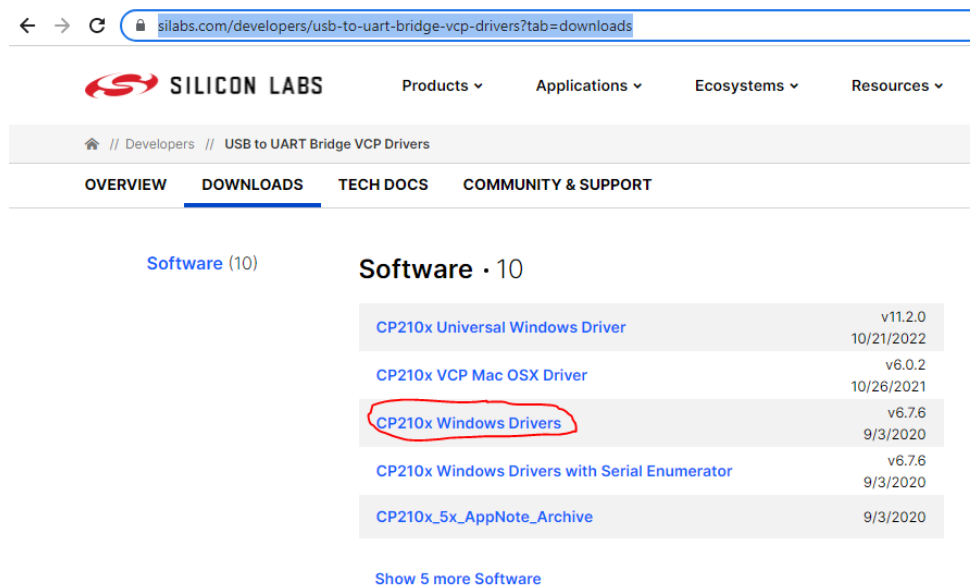 silabs.com/developers/usb-to-uart-bridge-vcp-drivers?tab=downloads
SILICON LABS Products Applications Ecosystems Resources
// Developers // USB to UART Bridge VCP Drivers
OVERVIEW DOWNLOADS TECH DOCS COMMUNITY & SUPPORT
Software (10)
Software • 10
CP210x Universal Windows Driver v11.2.0
10/21/2022
CP210x VCP Mac OSX Driver v6.0.2
10/26/2021
CP210x Windows Drivers v6.7.6
9/3/2020
CP210x Windows Drivers with Serial Enumerator v6.7.6
9/3/2020
CP210x_5x_AppNote_Archive 9/3/2020
Show 5 more Software